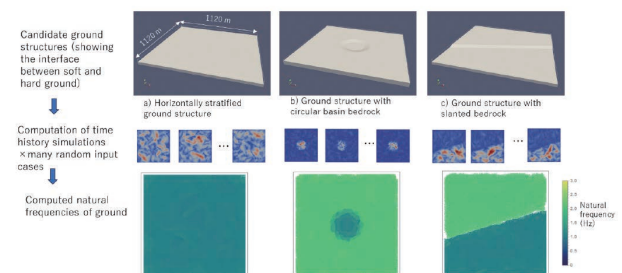 Candidate ground
structures (showing
the interface
between soft and
hard ground)
1120 m
1120 m
a) Horizontally stratified
ground structure
b) Ground structure with
circular basin bedrock
c) Ground structure with
slanted bedrock
Computation of time
history simulations
×many random input
cases
...
...
...
Computed natural
frequencies of ground
3.0
2.5
2.0
1.5
1.0
0.5
0
Natural
frequency
(Hz)